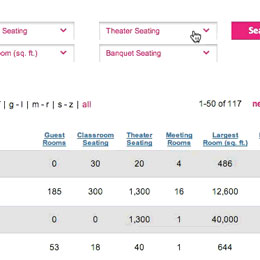 Seating Theater Seating Sea
om (sq. ft.) Banquet Seating
| g - l | m - r | s - z | all 1-50 of 117 ne
Guest Rooms Classroom Seating Theater Seating Meeting Rooms Largest Room (sq. ft.)
0 30 20 4 486
185 300 1,300 16 12,600
0 0 1,300 1 40,000
53 18 40 1 644